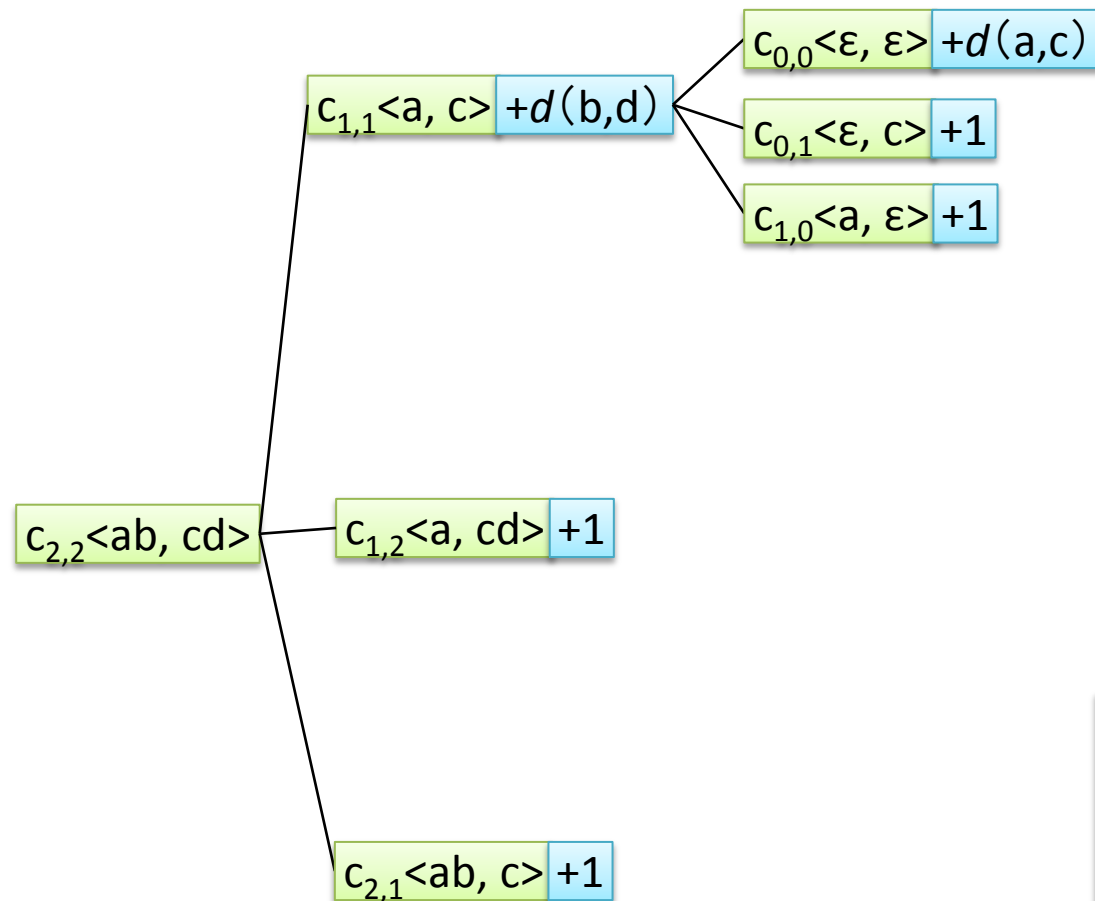 c0,0<ε, ε> +d(a,c)
c1,1<a, c> +d(b,d)
c0,1<ε, c> +1
c1,0<a, ε> +1
c2,2<ab, cd>
c1,2<a, cd> +1
c2,1<ab, c> +1